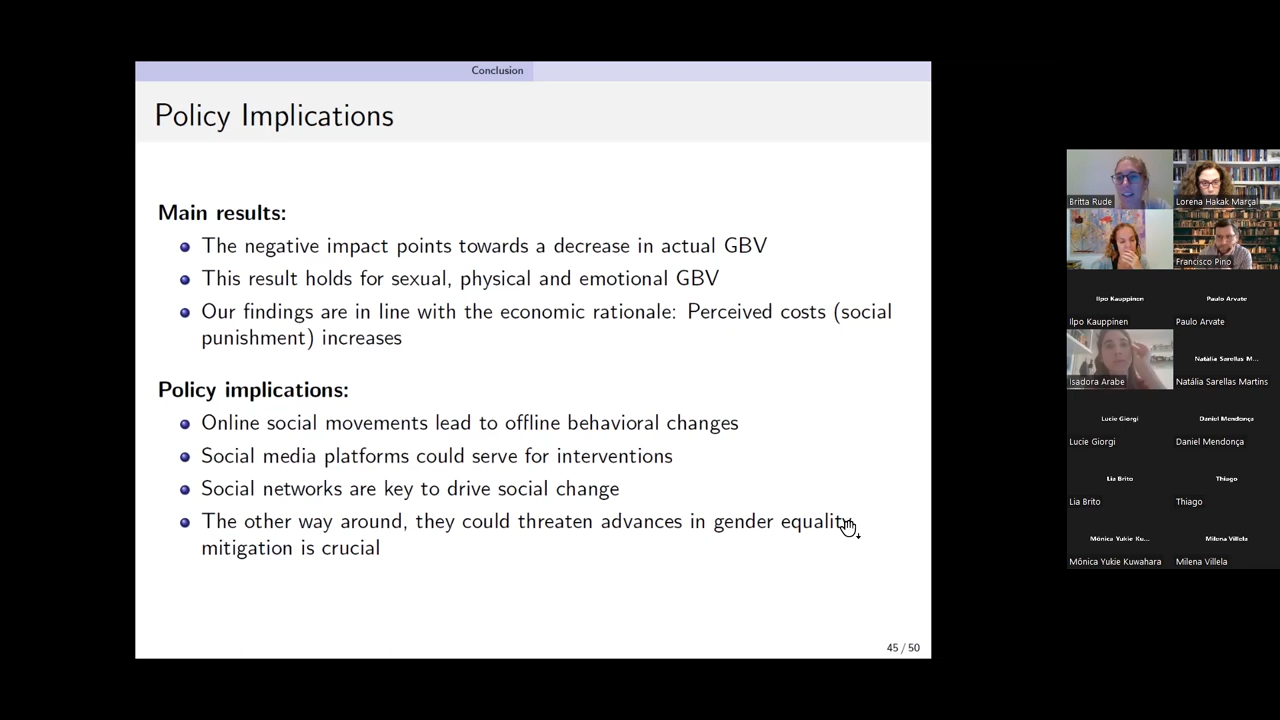 Conclusion
Policy Implications
Main results:
The negative impact points towards a decrease in actual GBV
This result holds for sexual, physical and emotional GBV
Our findings are in line with the economic rationale: Perceived costs (social
punishment) increases
Policy implications:
Online social movements lead to offline behavioral changes
Social media platforms could serve for interventions
Social networks are key to drive social change
The other way around, they could threaten advances in gender equality
mitigation is crucial
45 / 50
Britta Rude
Lorena Hakak Marçal
Francisco Pino
Ilpo Kauppinen
Paulo Arvate
Ilpo Kauppinen
Paulo Arvate
Natália Sarellas M...
Isadora Arabe
Natália Sarellas Martins
Lucie Giorgi
Daniel Mendonça
Lucie Giorgi
Daniel Mendonça
Lia Brito
Thiago
Lia Brito
Thiago
Mônica Yukie Ku...
Milena Villela
Mônica Yukie Kuwahara
Milena Villela